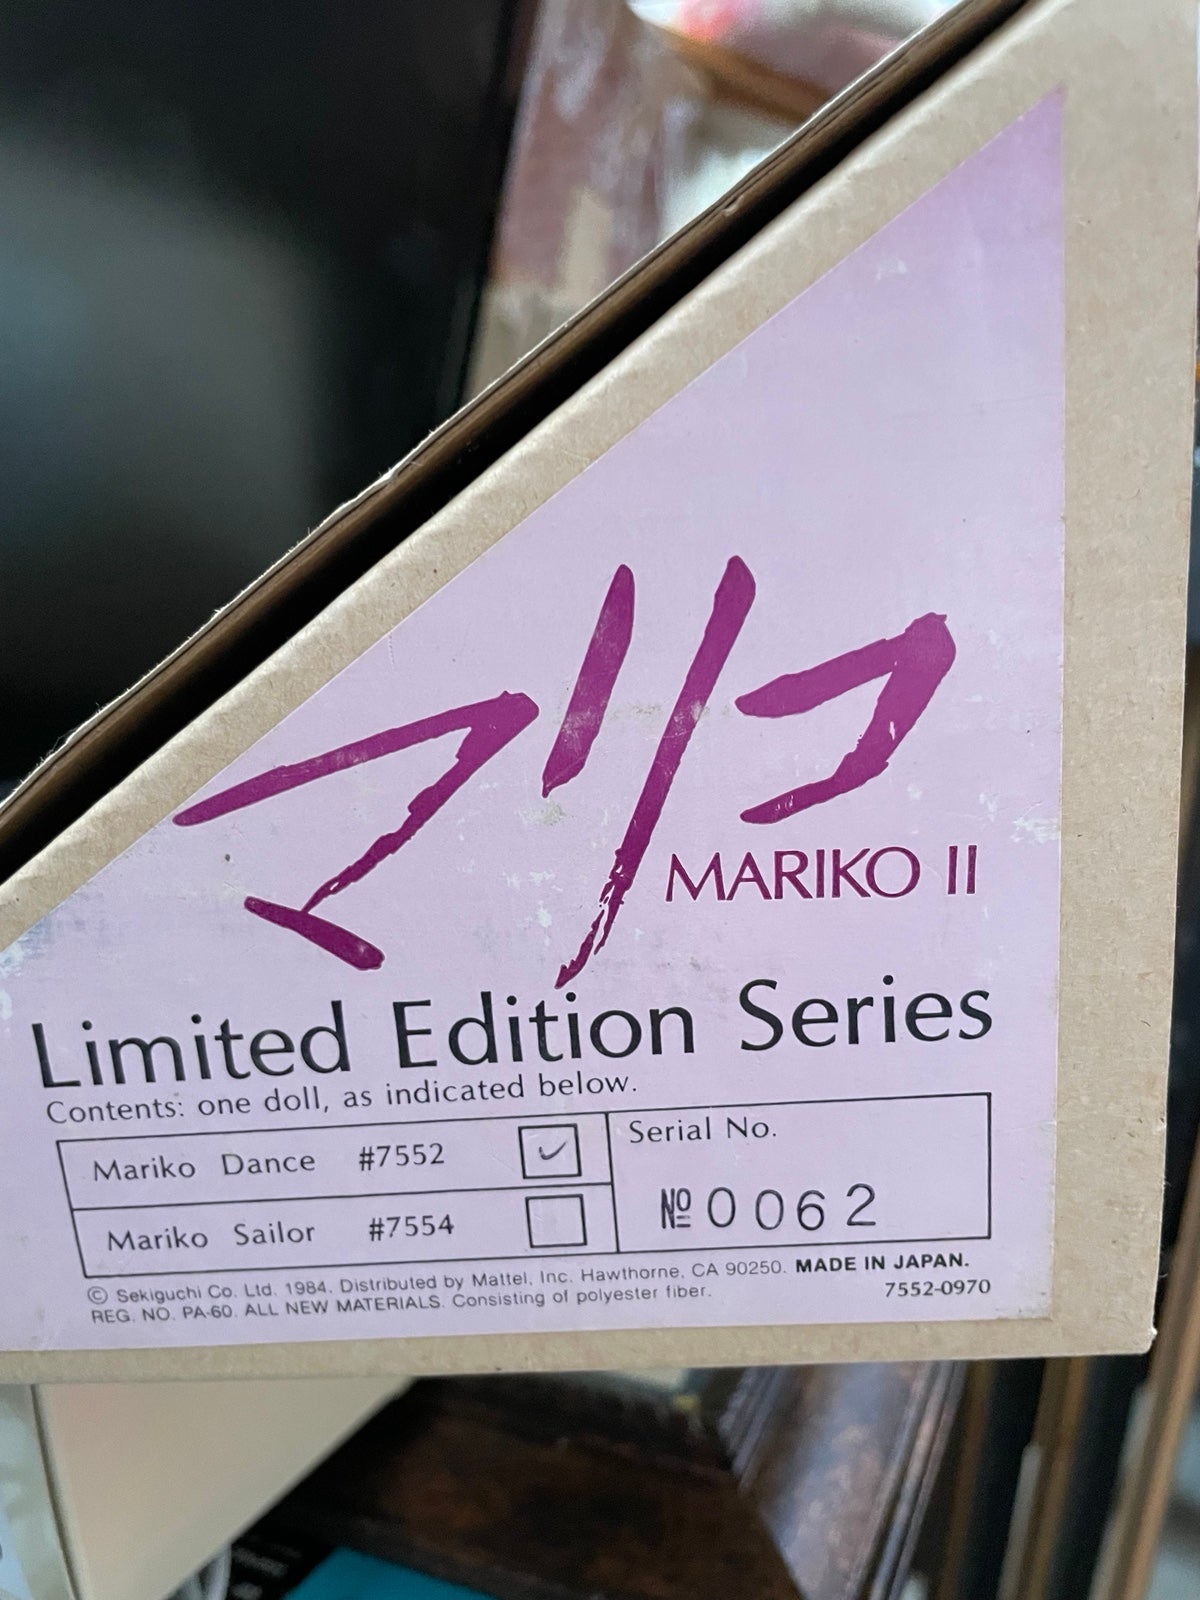 マリコ
MARIKO II
Limited Edition Series
Contents: one doll, as indicated below.
Mariko Dance #7552 ✓
Mariko Sailor #7554
Serial No.
№ 0062
© Sekiguchi Co. Ltd. 1984. Distributed by Mattel, Inc. Hawthorne, CA 90250. MADE IN JAPAN.
REG. NO. PA-60. ALL NEW MATERIALS. Consisting of polyester fiber. 7552-0970